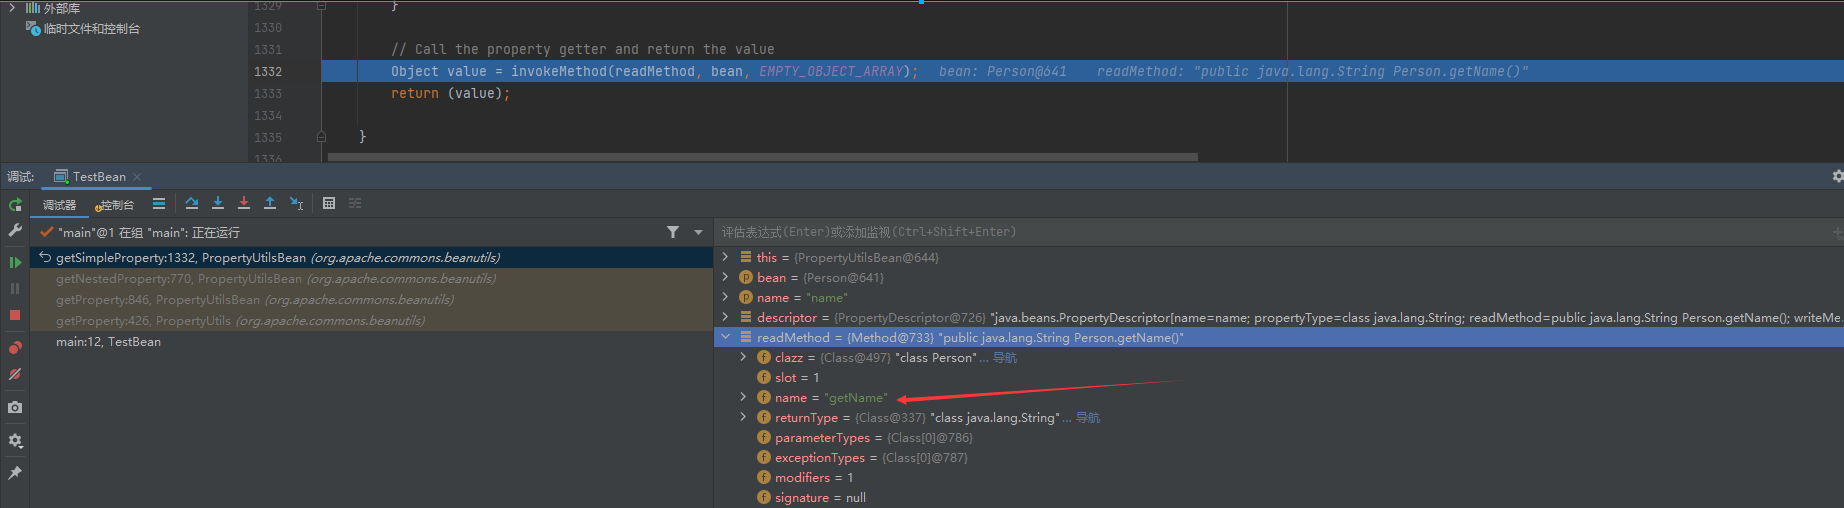 外部库
临时文件和控制台
1329 }
1330
1331 // Call the property getter and return the value
1332 Object value = invokeMethod(readMethod, bean, EMPTY_OBJECT_ARRAY); bean: Person@641 readMethod: "public java.lang.String Person.getName()"
1333 return (value);
1334
1335 }
1336
调试: TestBean
调试器 控制台
"main"@1 在组 "main": 正在运行
getSimpleProperty:1332, PropertyUtilsBean (org.apache.commons.beanutils)
getNestedProperty:770, PropertyUtilsBean (org.apache.commons.beanutils)
getProperty:846, PropertyUtilsBean (org.apache.commons.beanutils)
getProperty:426, PropertyUtils (org.apache.commons.beanutils)
main:12, TestBean
评估表达式(Enter)或添加监视(Ctrl+Shift+Enter)
this = {PropertyUtilsBean@644}
bean = {Person@641}
name = "name"
descriptor = {PropertyDescriptor@726} "java.beans.PropertyDescriptor[name=name; propertyType=class java.lang.String; readMethod=public java.lang.String Person.getName(); writeMe...
readMethod = {Method@733} "public java.lang.String Person.getName()"
clazz = {Class@497} "class Person" ... 导航
slot = 1
name = "getName"
returnType = {Class@337} "class java.lang.String" ... 导航
parameterTypes = {Class[0]@786}
exceptionTypes = {Class[0]@787}
modifiers = 1
signature = null